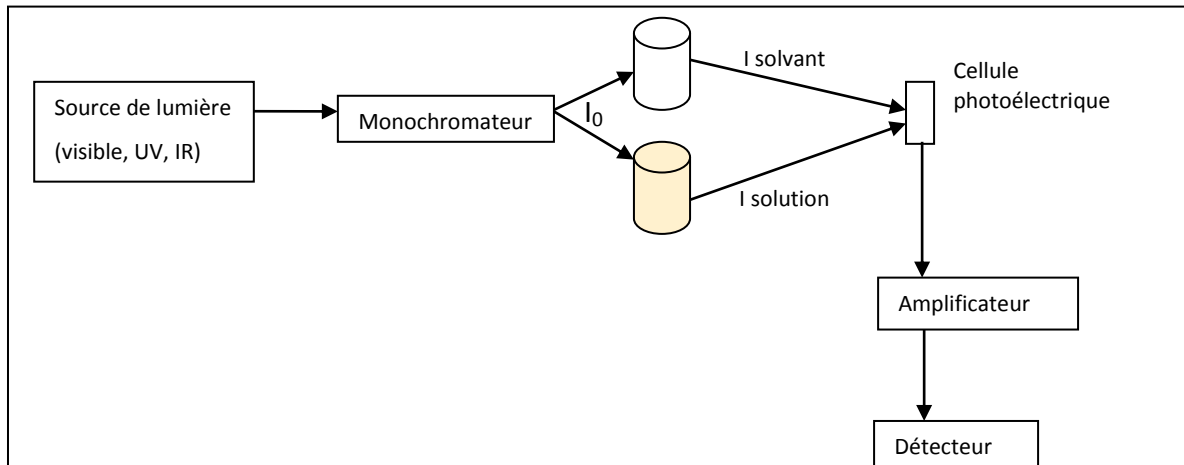 Source de lumière
(visible, UV, IR)
Monochromateur
I₀
I solvant
I solution
Cellule
photoélectrique
Amplificateur
Détecteur